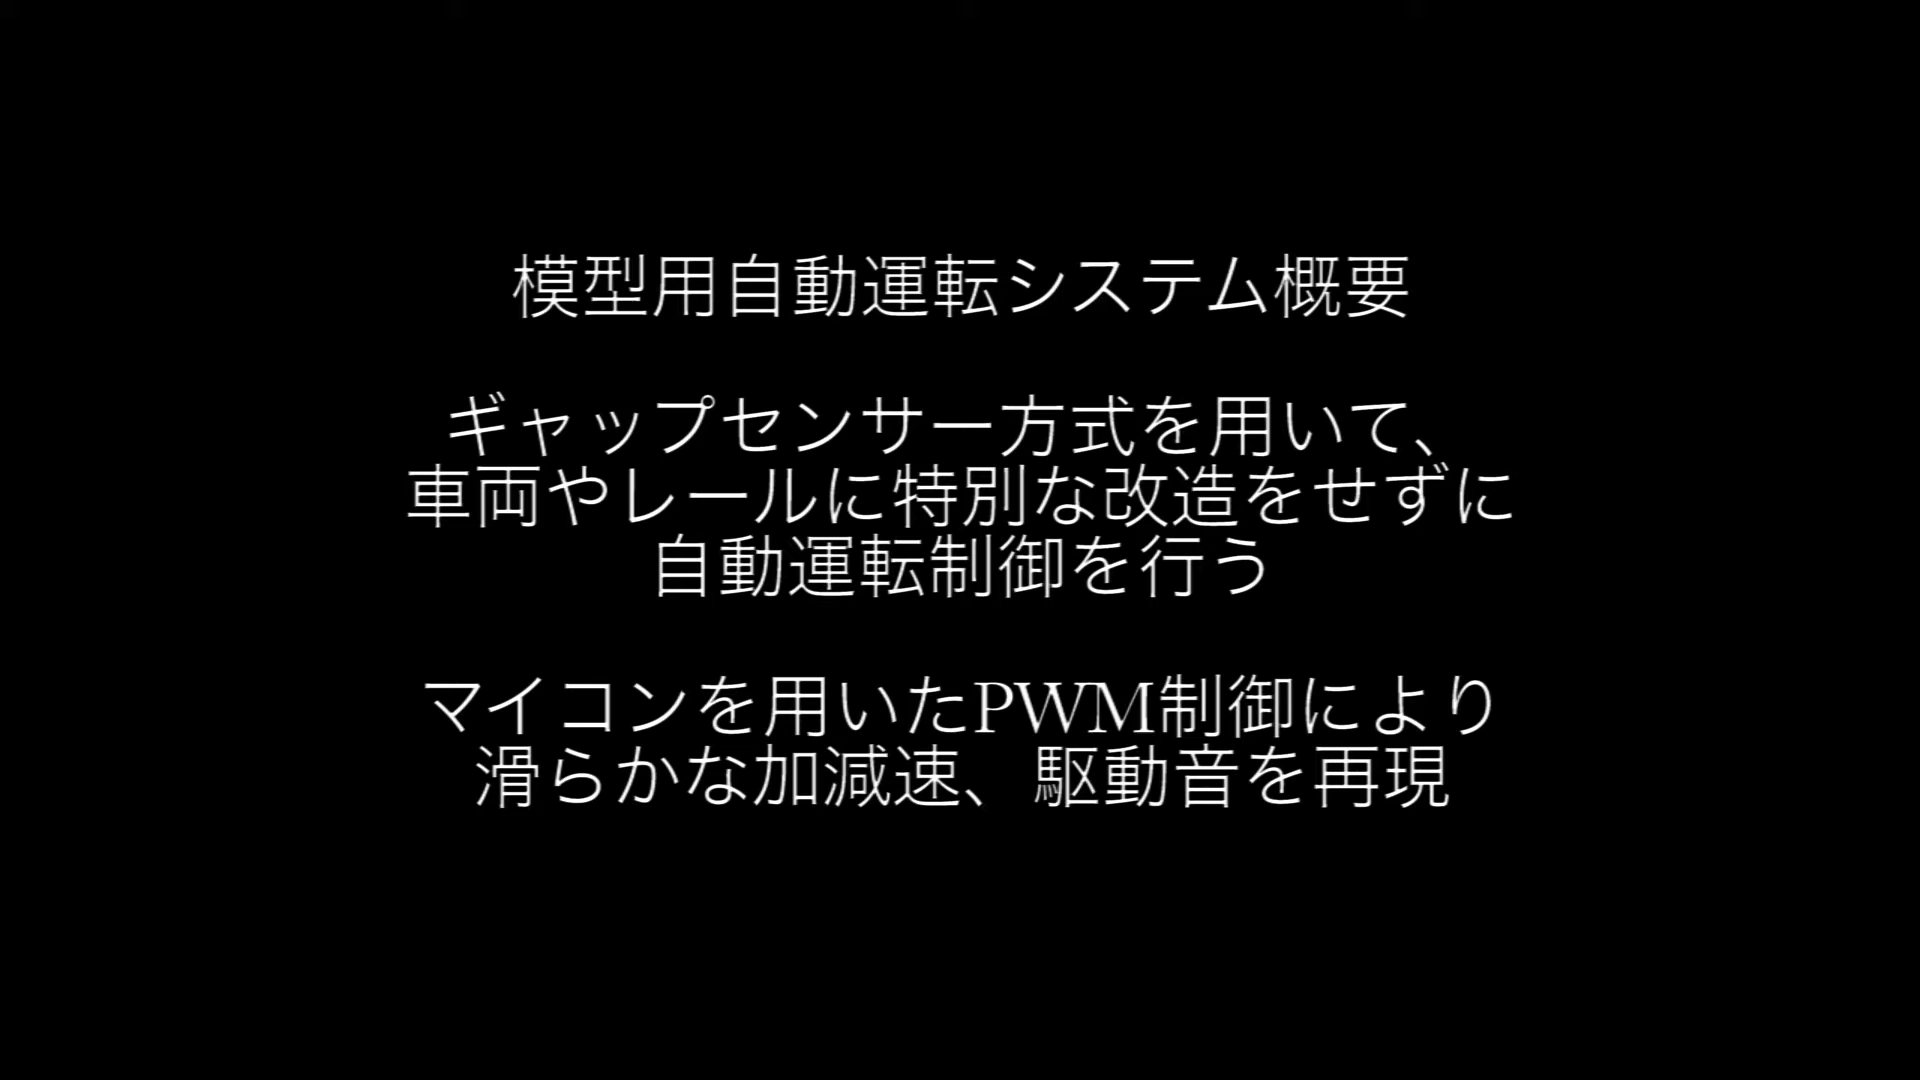 模型用自動運転システム概要
ギャップセンサー方式を用いて、
車両やレールに特別な改造をせずに
自動運転制御を行う
マイコンを用いたPWM制御により
滑らかな加減速、駆動音を再現